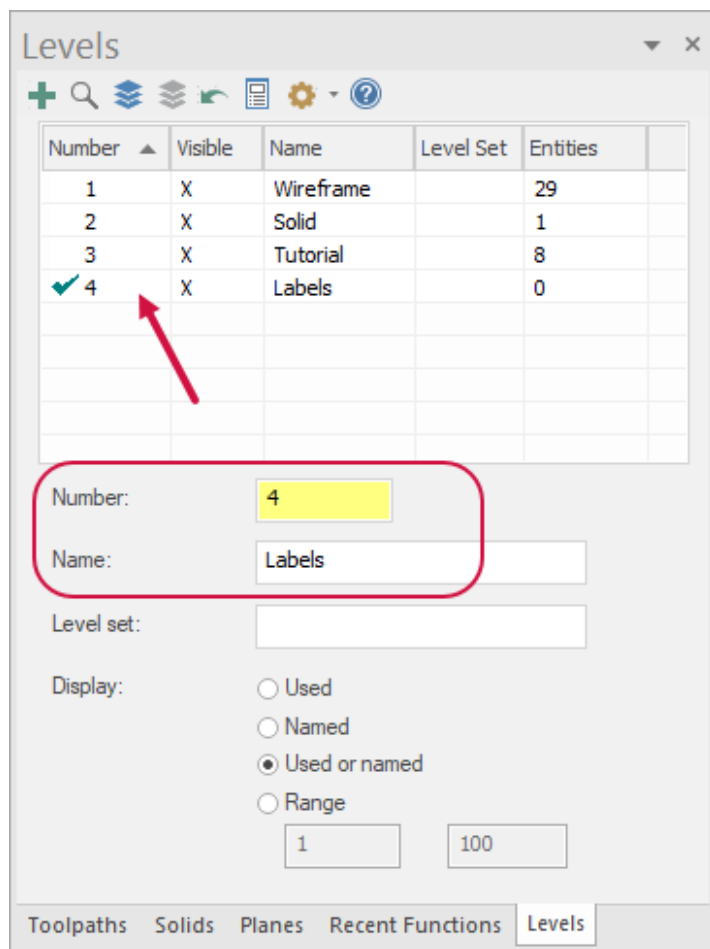 Levels
Number Visible Name Level Set Entities
1 X Wireframe 29
2 X Solid 1
3 X Tutorial 8
4 X Labels 0
Number: 4
Name: Labels
Level set:
Display:
Used
Named
Used or named
Range
1 100
Toolpaths Solids Planes Recent Functions Levels